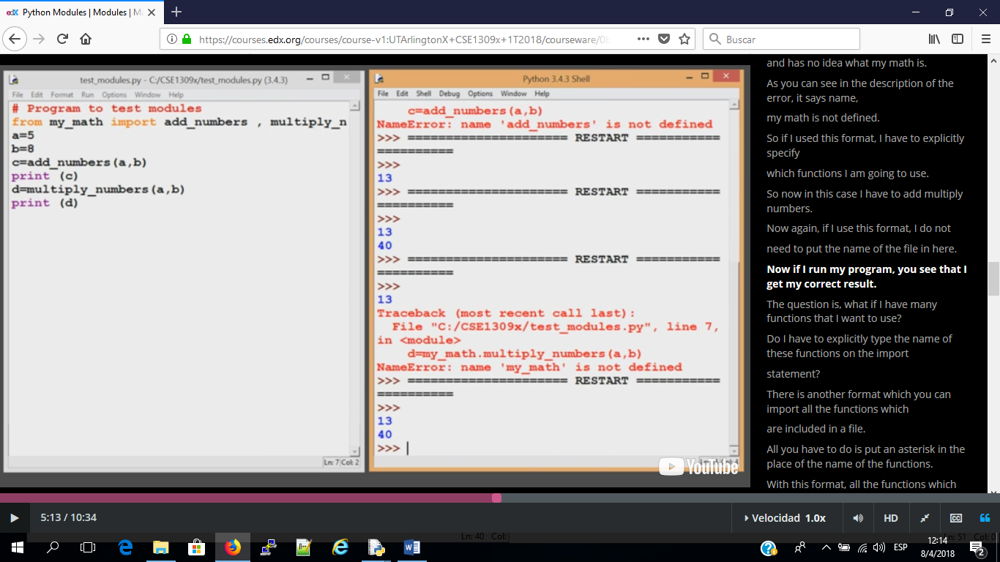 edX Python Modules | Modules | Ma
https://courses.edx.org/courses/course-v1:UTArlingtonX+CSE1309x+1T2018/courseware/0b
Buscar
test_modules.py - C:/CSE1309x/test_modules.py (3.4.3)
File Edit Format Run Options Window Help
# Program to test modules
from my_math import add_numbers , multiply_n
a=5
b=8
c=add_numbers(a,b)
print (c)
d=multiply_numbers(a,b)
print (d)
Ln: 7 Col: 2
Python 3.4.3 Shell
File Edit Shell Debug Options Window Help
c=add_numbers(a,b)
NameError: name 'add_numbers' is not defined
>>> ===================== RESTART ===========
==========
>>>
13
>>> ===================== RESTART ===========
==========
>>>
13
40
>>> ===================== RESTART ===========
==========
>>>
13
Traceback (most recent call last):
File "C:/CSE1309x/test_modules.py", line 7,
in <module>
d=my_math.multiply_numbers(a,b)
NameError: name 'my_math' is not defined
>>> ===================== RESTART ===========
==========
>>>
13
40
>>>
YouTube
and has no idea what my math is.
As you can see in the description of the
error, it says name,
my math is not defined.
So if I used this format, I have to explicitly
specify
which functions I am going to use.
So now in this case I have to add multiply
numbers.
Now again, if I use this format, I do not
need to put the name of the file in here.
Now if I run my program, you see that I
get my correct result.
The question is, what if I have many
functions that I want to use?
Do I have to explicitly type the name of
these functions on the import
statement?
There is another format which you can
import all the functions which
are included in a file.
All you have to do is put an asterisk in the
place of the name of the functions.
With this format, all the functions which
5:13 / 10:34
Velocidad 1.0x
HD
CC
Ln: 40 Col:
Ln: 51 Col: 0
ESP
12:14
8/4/2018
2